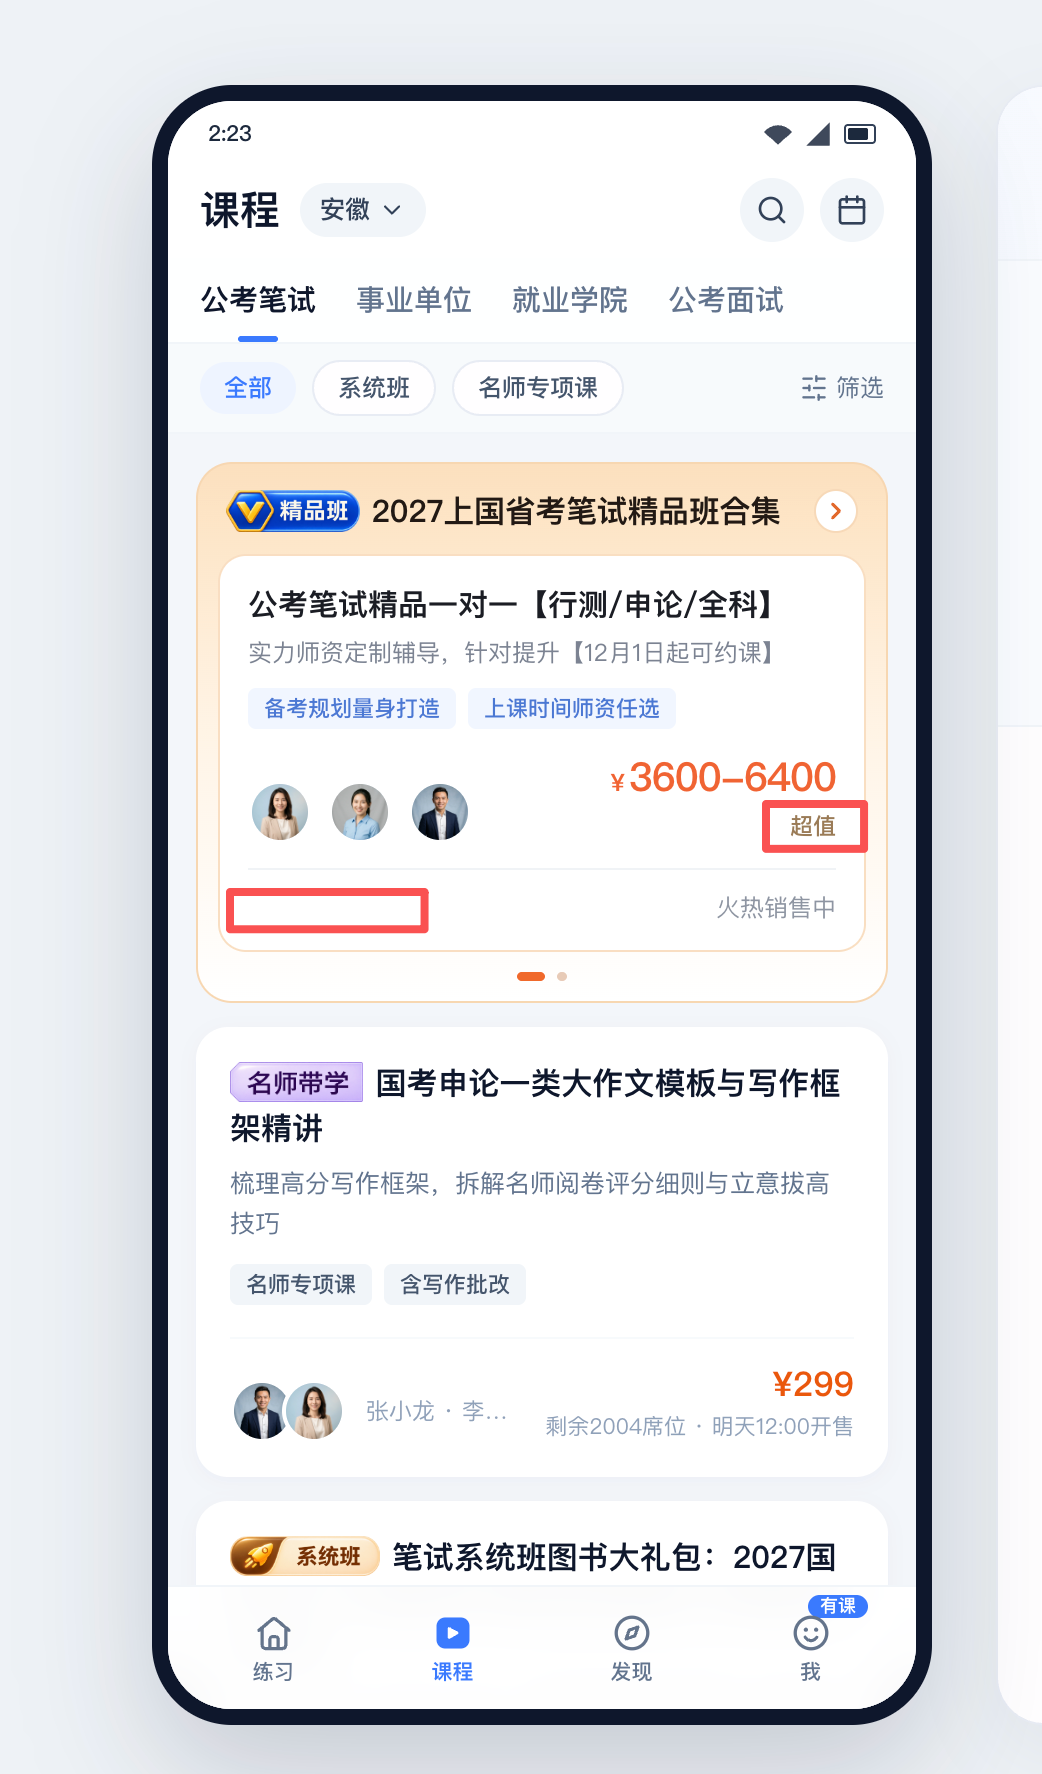 2:23
课程 安徽
公考笔试 事业单位 就业学院 公考面试
全部 系统班 名师专项课 筛选
精品班 2027上国省考笔试精品班合集
公考笔试精品一对一【行测/申论/全科】
实力师资定制辅导，针对提升【12月1日起可约课】
备考规划量身打造 上课时间师资任选
¥3600-6400
超值
火热销售中
名师带学 国考申论一类大作文模板与写作框
架精讲
梳理高分写作框架，拆解名师阅卷评分细则与立意拔高
技巧
名师专项课 含写作批改
¥299
张小龙 · 李...
剩余2004席位 · 明天12:00开售
系统班 笔试系统班图书大礼包：2027国
有课
练习 课程 发现 我